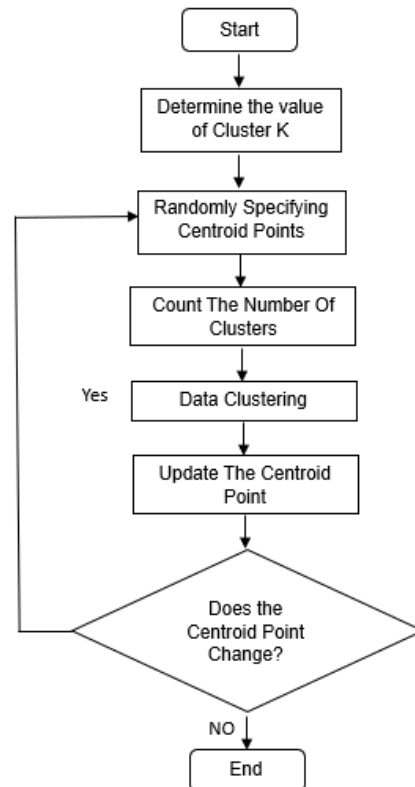 Start
Determine the value
of Cluster K
Randomly Specifying
Centroid Points
Count The Number Of
Clusters
Yes
Data Clustering
Update The Centroid
Point
Does the
Centroid Point
Change?
NO
End